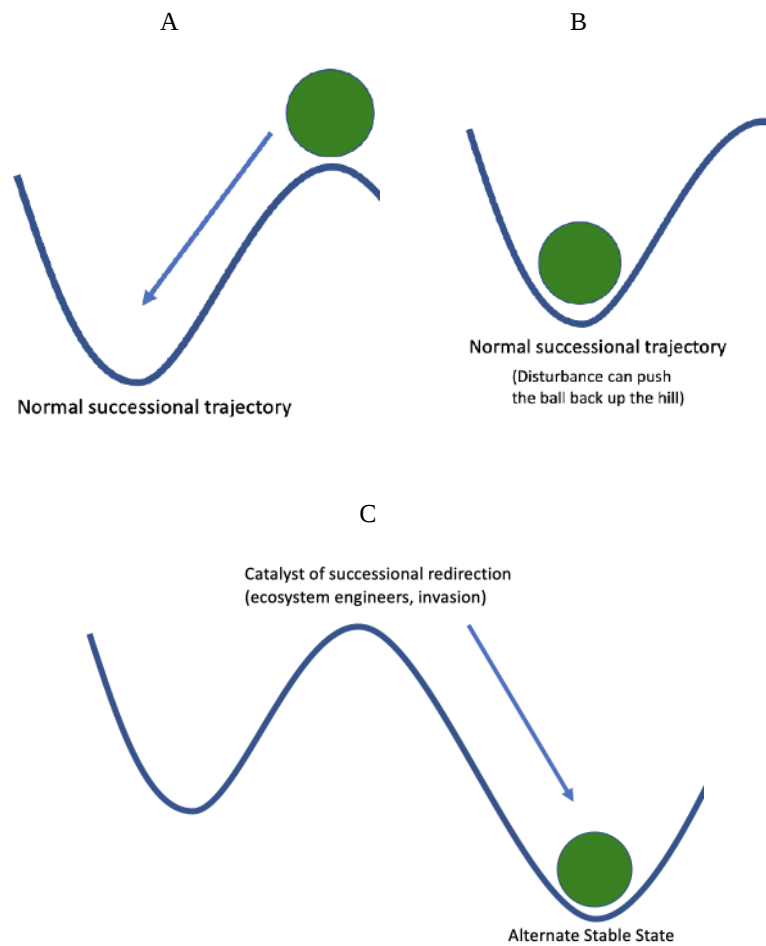 A
B
Normal successional trajectory
Normal successional trajectory
(Disturbance can push
the ball back up the hill)
C
Catalyst of successional redirection
(ecosystem engineers, invasion)
Alternate Stable State